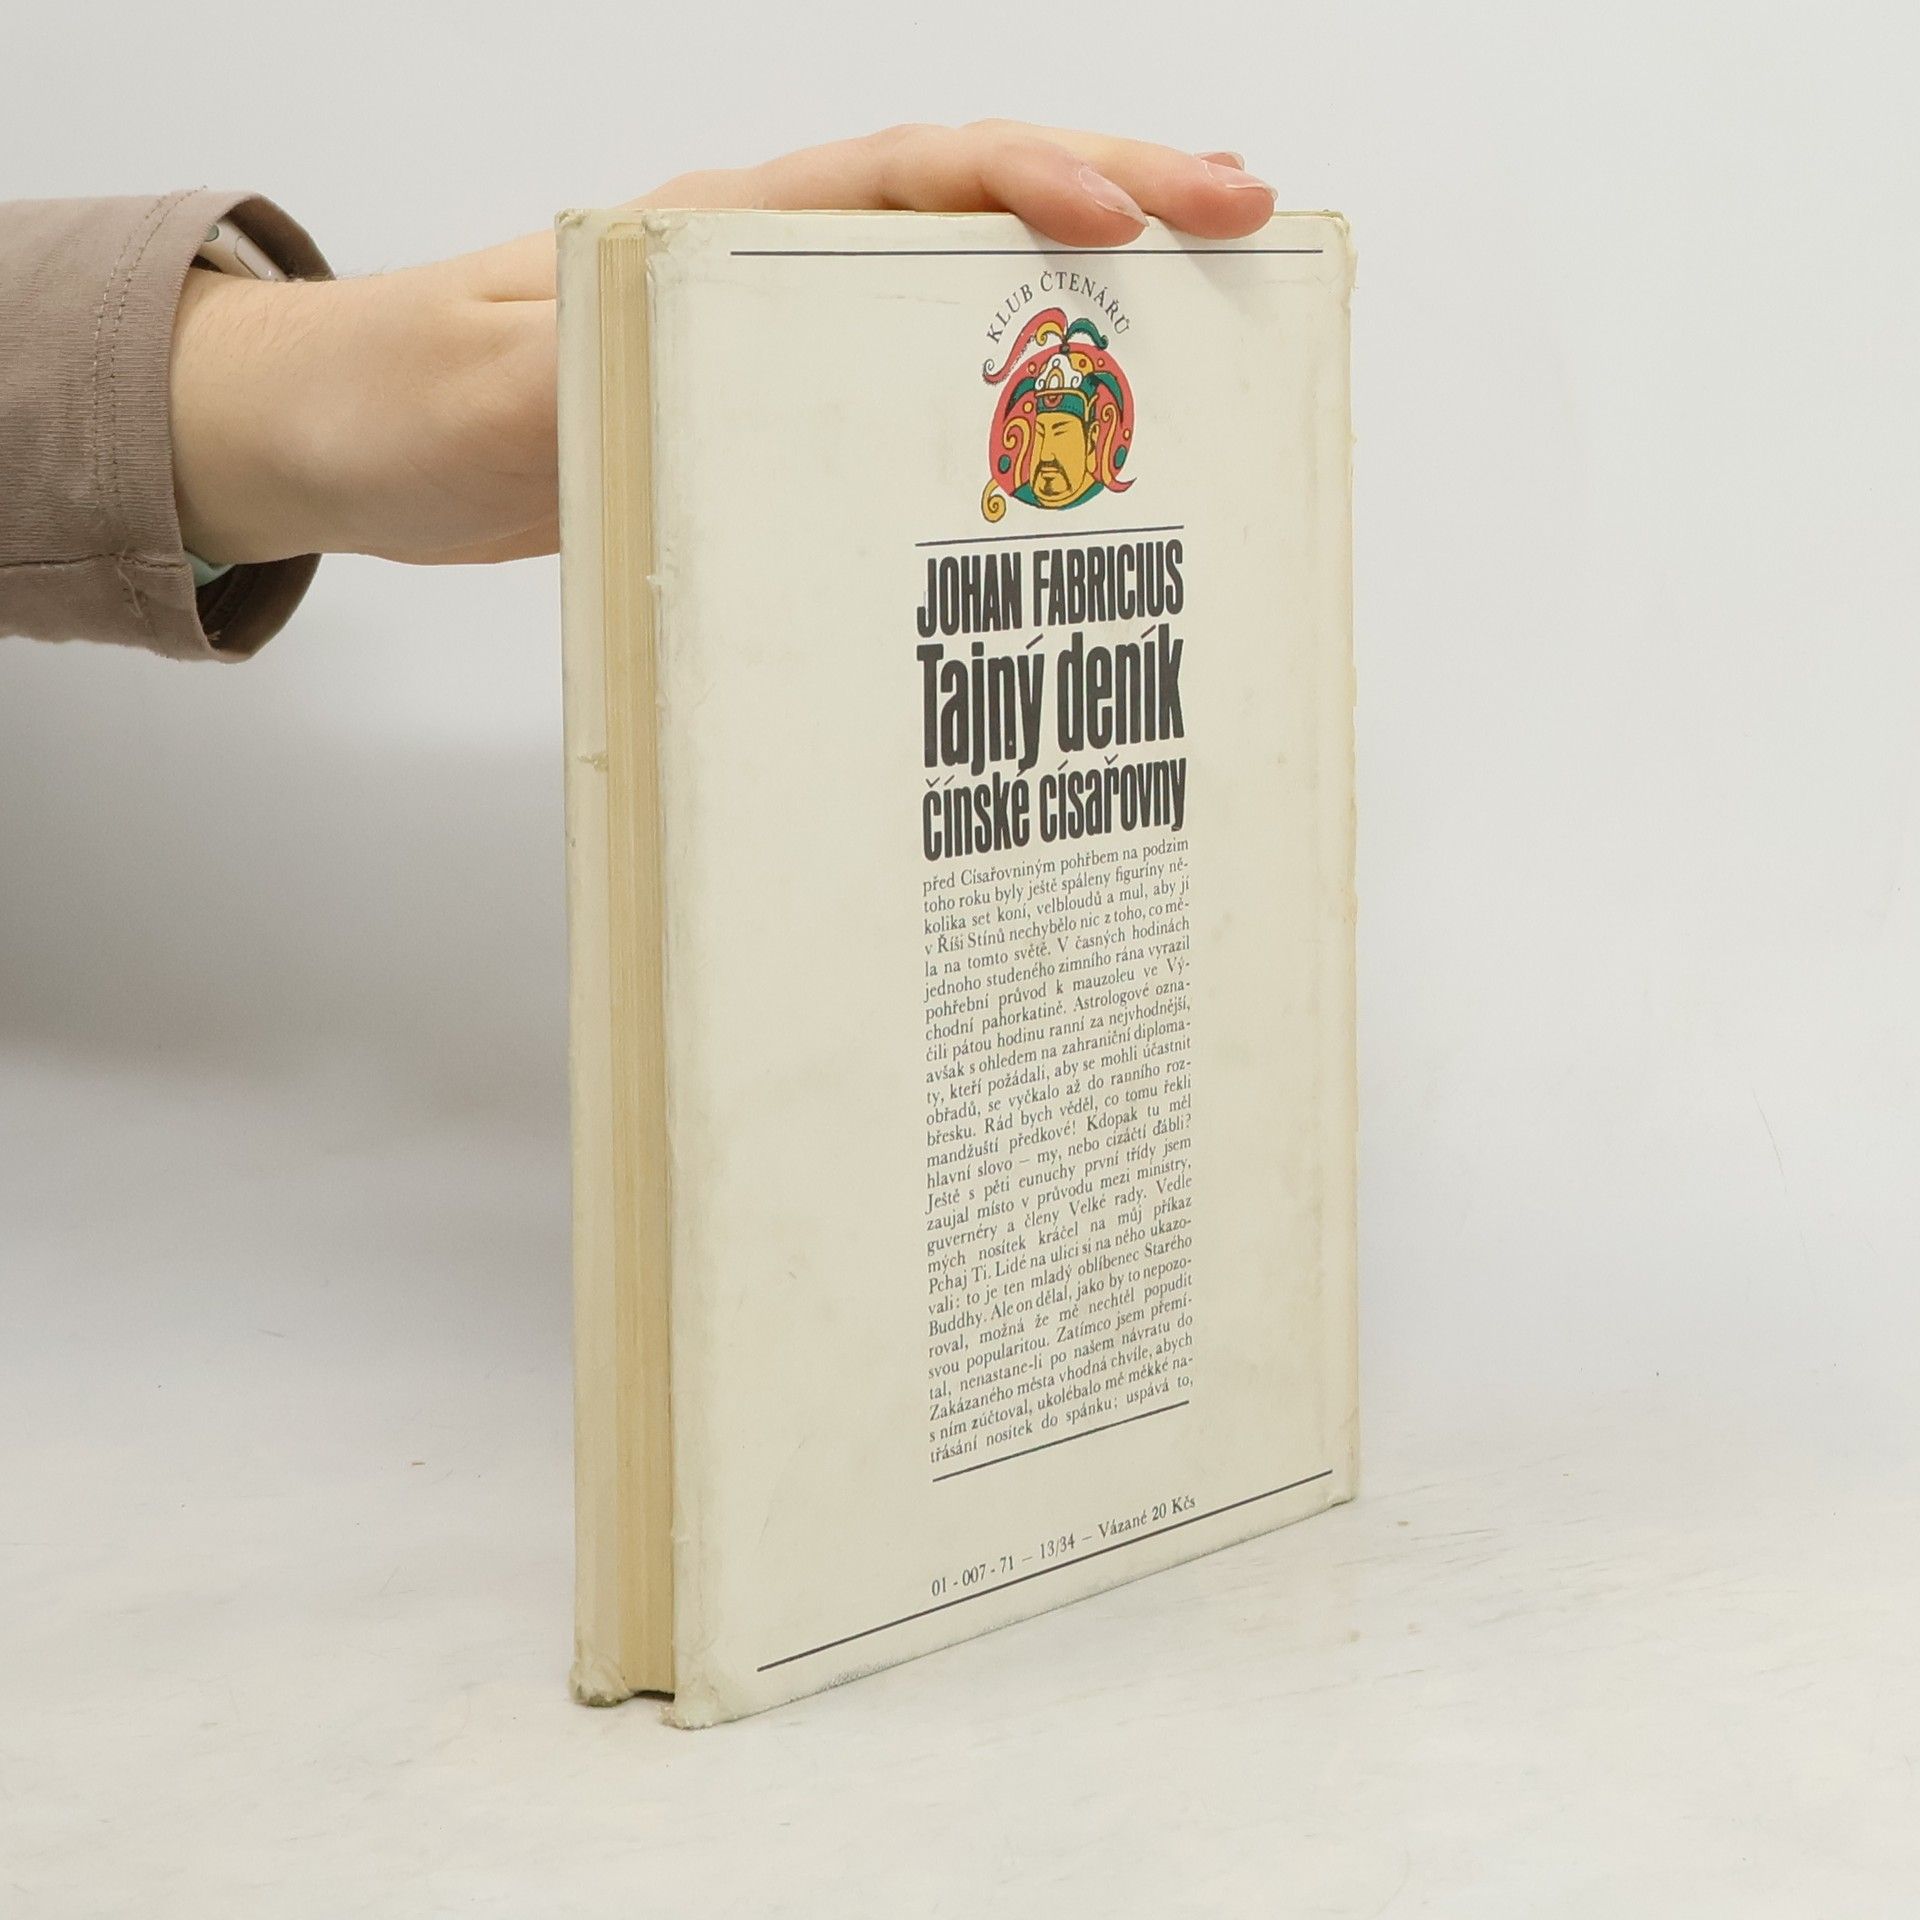 KLUB ČTENÁŘŮ
JOHAN FABRICIUS
Tajný deník
čínské císařovny
před Císařovniným pohřbem na podzim
toho roku byly ještě spáleny figuríny ně-
kolika set koní, velbloudů a mul, aby jí
v Říši Stínů nechybělo nic z toho, co mě-
la na tomto světě. V časných hodinách
jednoho studeného zimního rána vyrazil
pohřební průvod k mauzoleu ve Vý-
chodní pahorkatině. Astrologové ozna-
čili pátou hodinu ranní za nejvhodnější,
avšak s ohledem na zahraniční diploma-
ty, kteří požádali, aby se mohli účastnit
obřadů, se vyčkalo až do ranního roz-
břesku. Rád bych věděl, co tomu řekli
mandžuští předkové! Kdopak tu měl
hlavní slovo – my, nebo cizáčtí ďábli?
Ještě s pěti eunuchy první třídy jsem
zaujal místo v průvodu mezi ministry,
guvernéry a členy Velké rady. Vedle
mých nosítek kráčel na můj příkaz
Pchaj Ti. Lidé na ulici si na něho ukazo-
vali: to je ten mladý oblíbenec Starého
Buddhy. Ale on dělal, jako by to nepozo-
roval, možná že mě nechtěl popudit
svou popularitou. Zatímco jsem přemí-
tal, nenastane-li po našem návratu do
Zakázaného města vhodná chvíle, abych
s ním zúčtoval, ukolébalo mě měkké na-
třásání nosítek do spánku; uspává to,
01 - 007 - 71 – 13/34 – Vázané 20 Kčs